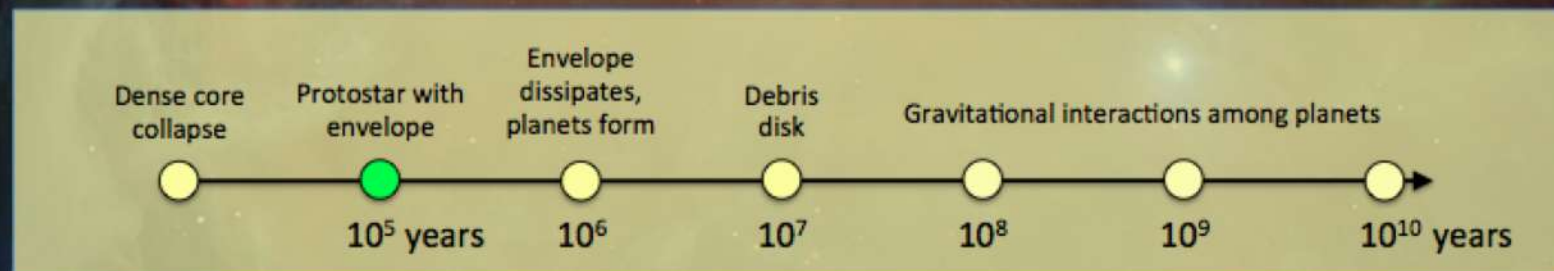 Dense core
collapse
Protostar with
envelope
Envelope
dissipates,
planets form
Debris
disk
Gravitational interactions among planets
10⁵ years
10⁶
10⁷
10⁸
10⁹
10¹⁰ years